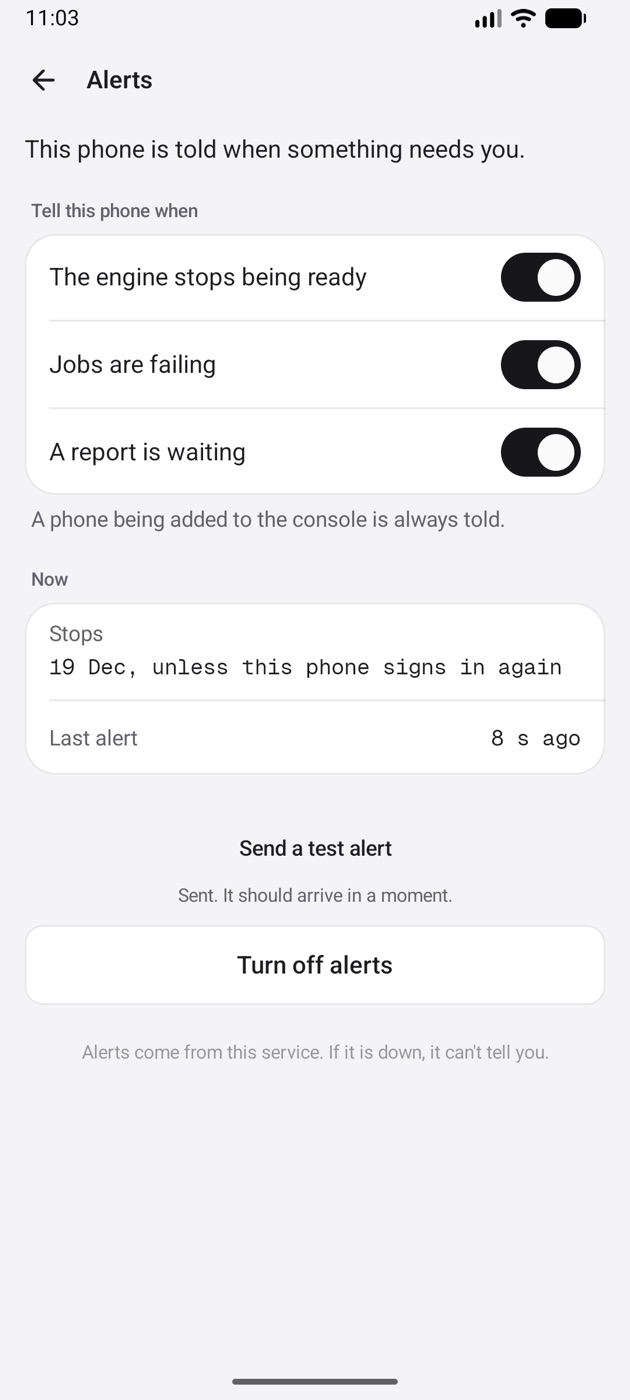 11:03
Alerts
This phone is told when something needs you.
Tell this phone when
The engine stops being ready
Jobs are failing
A report is waiting
A phone being added to the console is always told.
Now
Stops
19 Dec, unless this phone signs in again
Last alert 8 s ago
Send a test alert
Sent. It should arrive in a moment.
Turn off alerts
Alerts come from this service. If it is down, it can't tell you.